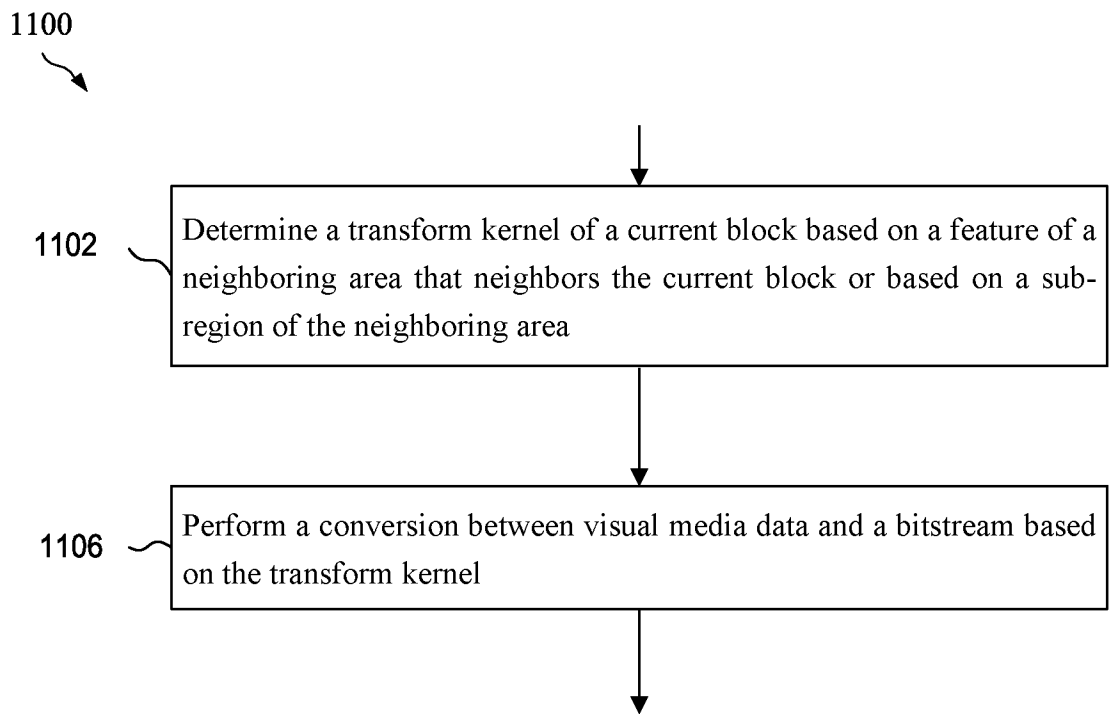 1100
1102
Determine a transform kernel of a current block based on a feature of a
neighboring area that neighbors the current block or based on a sub-
region of the neighboring area
1106
Perform a conversion between visual media data and a bitstream based
on the transform kernel